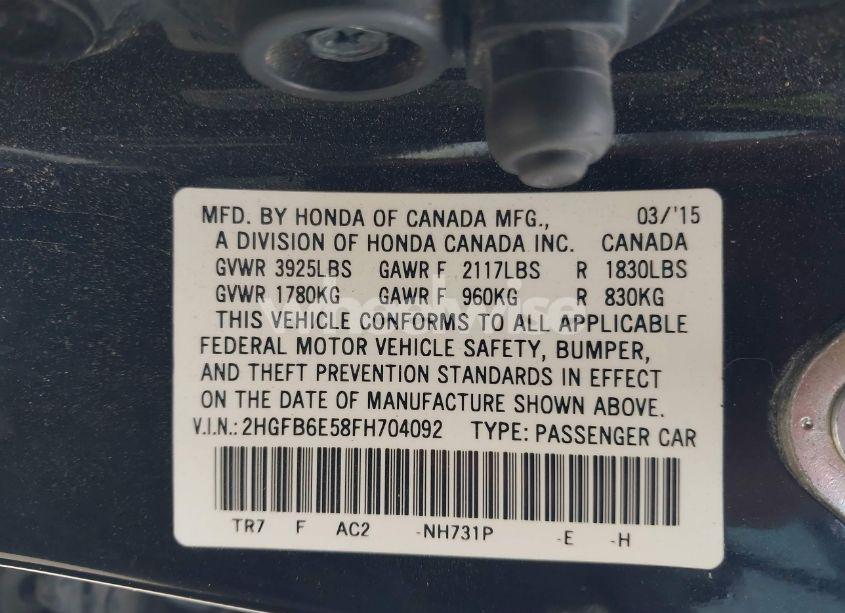 MFD. BY HONDA OF CANADA MFG., 03/'15
A DIVISION OF HONDA CANADA INC. CANADA
GVWR 3925LBS GAWR F 2117LBS R 1830LBS
GVWR 1780KG GAWR F 960KG R 830KG
THIS VEHICLE CONFORMS TO ALL APPLICABLE
FEDERAL MOTOR VEHICLE SAFETY, BUMPER,
AND THEFT PREVENTION STANDARDS IN EFFECT
ON THE DATE OF MANUFACTURE SHOWN ABOVE.
V.I.N.: 2HGFB6E58FH704092 TYPE: PASSENGER CAR
TR7 F AC2 -NH731P -E -H